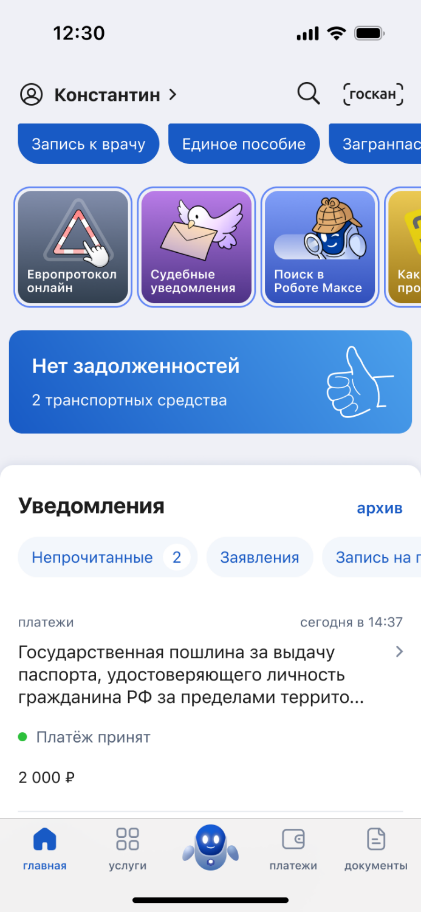 12:30
Константин
госкан
Запись к врачу
Единое пособие
Загранпас
Европротокол
онлайн
Судебные
уведомления
Поиск в
Роботе Максе
Как
про
Нет задолженностей
2 транспортных средства
Уведомления
архив
Непрочитанные 2
Заявления
Запись на п
платежи
сегодня в 14:37
Государственная пошлина за выдачу
паспорта, удостоверяющего личность
гражданина РФ за пределами террито...
Платёж принят
2 000 ₽
главная
услуги
платежи
документы